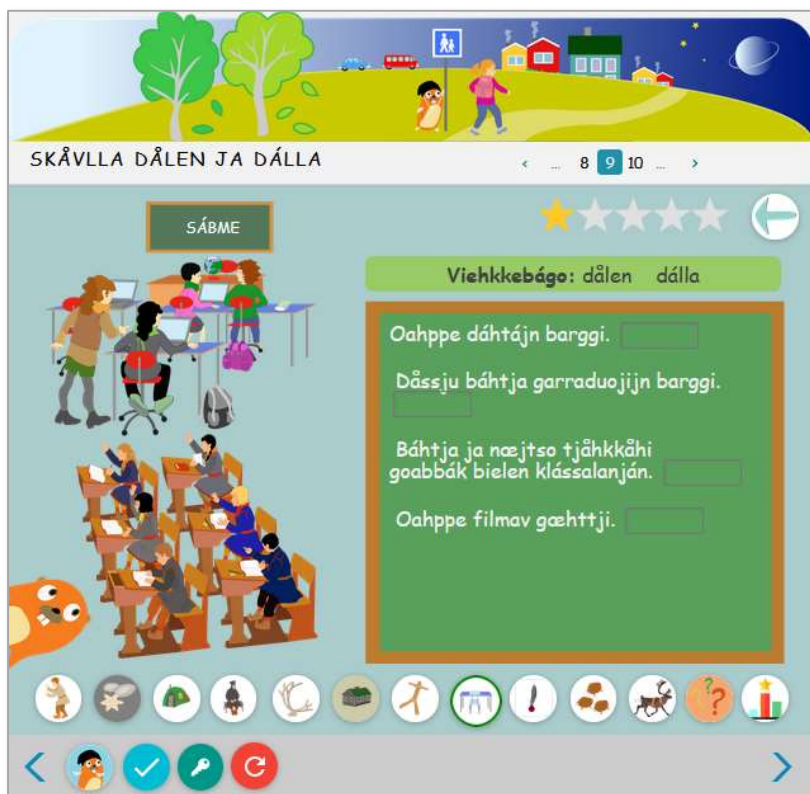 SKÅVLLA DÅLEN JA DÁLLA
‹ ... 8 9 10 ... ›
SÁBME
Viehkkebágo: dålen dálla
Oahppe dáhtájn barggi.
Dåssju báhtja garraduojijn barggi.
Báhtja ja næjtso tjåhkkåhi
goabbák bielen klássalanján.
Oahppe filmav gæhttji.